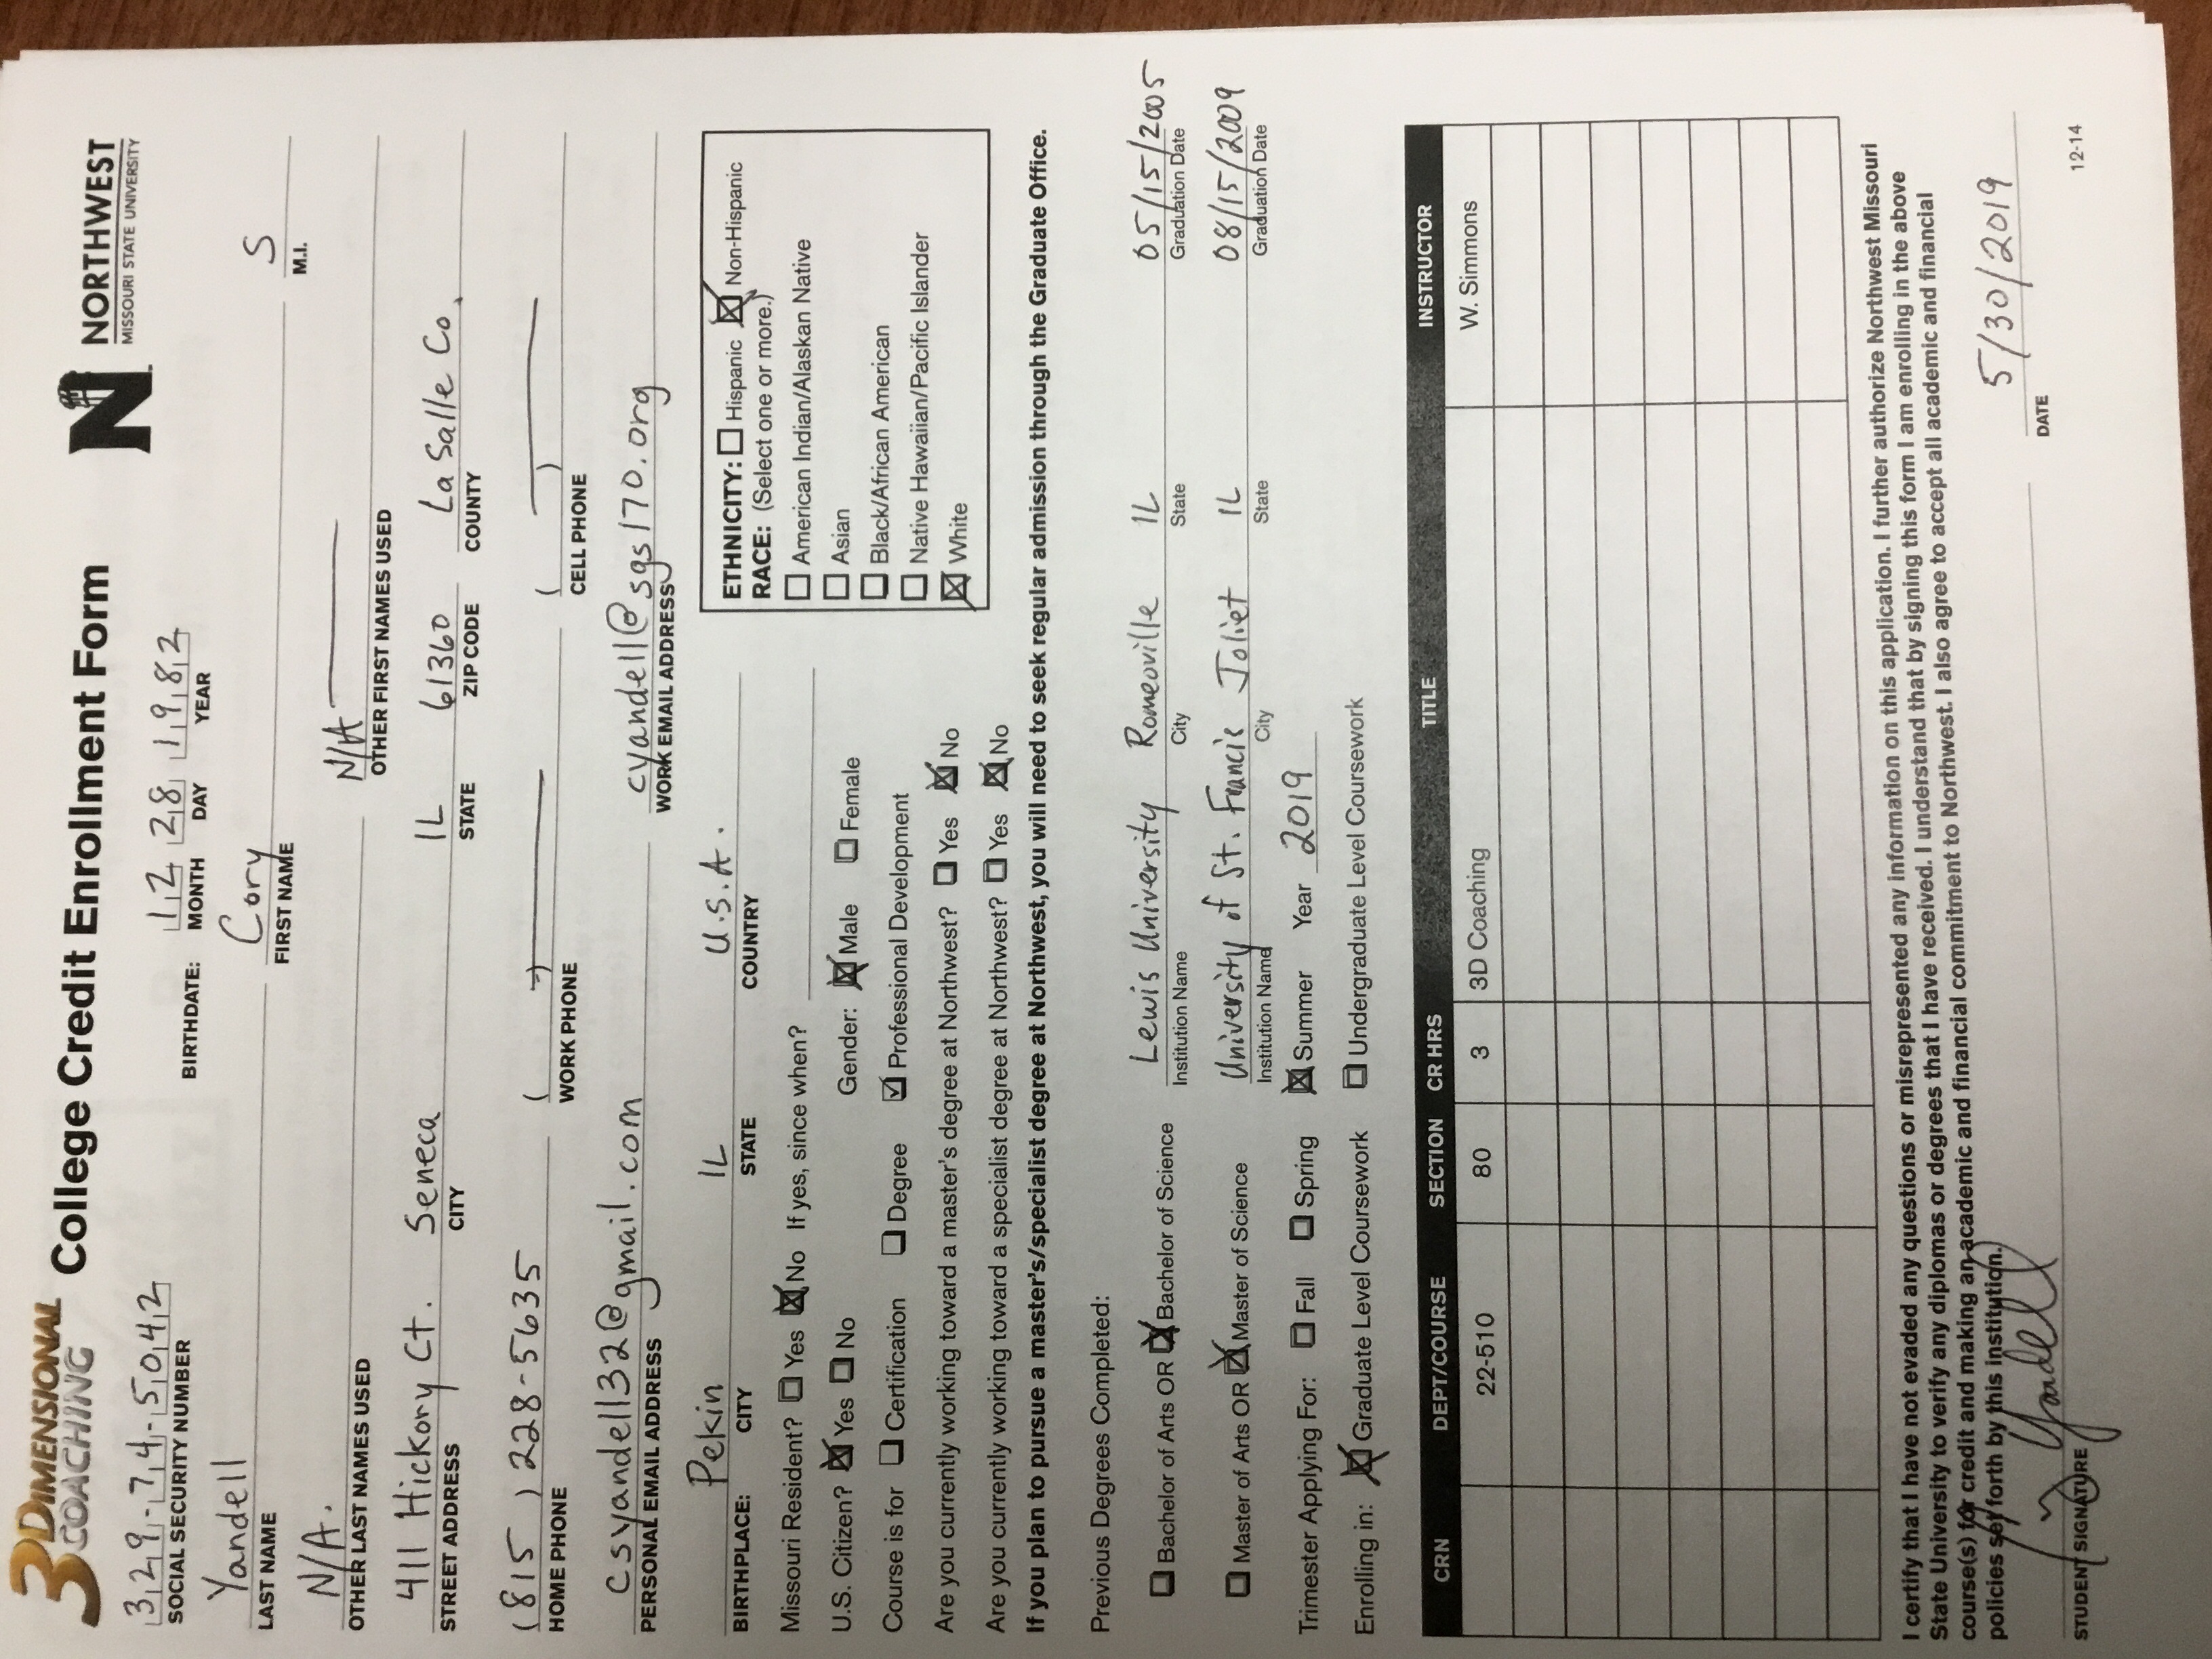 3DIMENSIONAL COACHING College Credit Enrollment Form N NORTHWEST
MISSOURI STATE UNIVERSITY
329-74-5042 BIRTHDATE: 12 28 1982
SOCIAL SECURITY NUMBER MONTH DAY YEAR
Yandell Cory S
LAST NAME FIRST NAME M.I.
N/A. N/A
OTHER LAST NAMES USED OTHER FIRST NAMES USED
411 Hickory Ct. Seneca IL 61360 La Salle Co.
STREET ADDRESS CITY STATE ZIP CODE COUNTY
(815) 228-5635 ( ) ( )
HOME PHONE WORK PHONE CELL PHONE
csyandell32@gmail.com cyandell@sgs170.org
PERSONAL EMAIL ADDRESS WORK EMAIL ADDRESS
BIRTHPLACE: Pekin IL U.S.A.
CITY STATE COUNTRY
ETHNICITY: ☐ Hispanic ☒ Non-Hispanic
RACE: (Select one or more.)
☐ American Indian/Alaskan Native
☐ Asian
☐ Black/African American
☐ Native Hawaiian/Pacific Islander
☒ White
Missouri Resident? ☐ Yes ☒ No If yes, since when?
U.S. Citizen? ☒ Yes ☐ No Gender: ☒ Male ☐ Female
Course is for ☐ Certification ☐ Degree ☑ Professional Development
Are you currently working toward a master's degree at Northwest? ☐ Yes ☒ No
Are you currently working toward a specialist degree at Northwest? ☐ Yes ☒ No
If you plan to pursue a master's/specialist degree at Northwest, you will need to seek regular admission through the Graduate Office.
Previous Degrees Completed:
☐ Bachelor of Arts OR ☒ Bachelor of Science Lewis University Romeoville IL 05/15/2005
Institution Name City State Graduation Date
☐ Master of Arts OR ☒ Master of Science University of St. Francis Joliet IL 08/15/2009
Institution Name City State Graduation Date
Trimester Applying For: ☐ Fall ☐ Spring ☒ Summer Year 2019
Enrolling in: ☒ Graduate Level Coursework ☐ Undergraduate Level Coursework
CRN DEPT/COURSE SECTION CR HRS TITLE INSTRUCTOR
22-510 80 3 3D Coaching W. Simmons
I certify that I have not evaded any questions or misrepresented any information on this application. I further authorize Northwest Missouri
State University to verify any diplomas or degrees that I have received. I understand that by signing this form I am enrolling in the above
course(s) for credit and making an academic and financial commitment to Northwest. I also agree to accept all academic and financial
policies set forth by this institution.
Yandell 5/30/2019
STUDENT SIGNATURE DATE
12-14